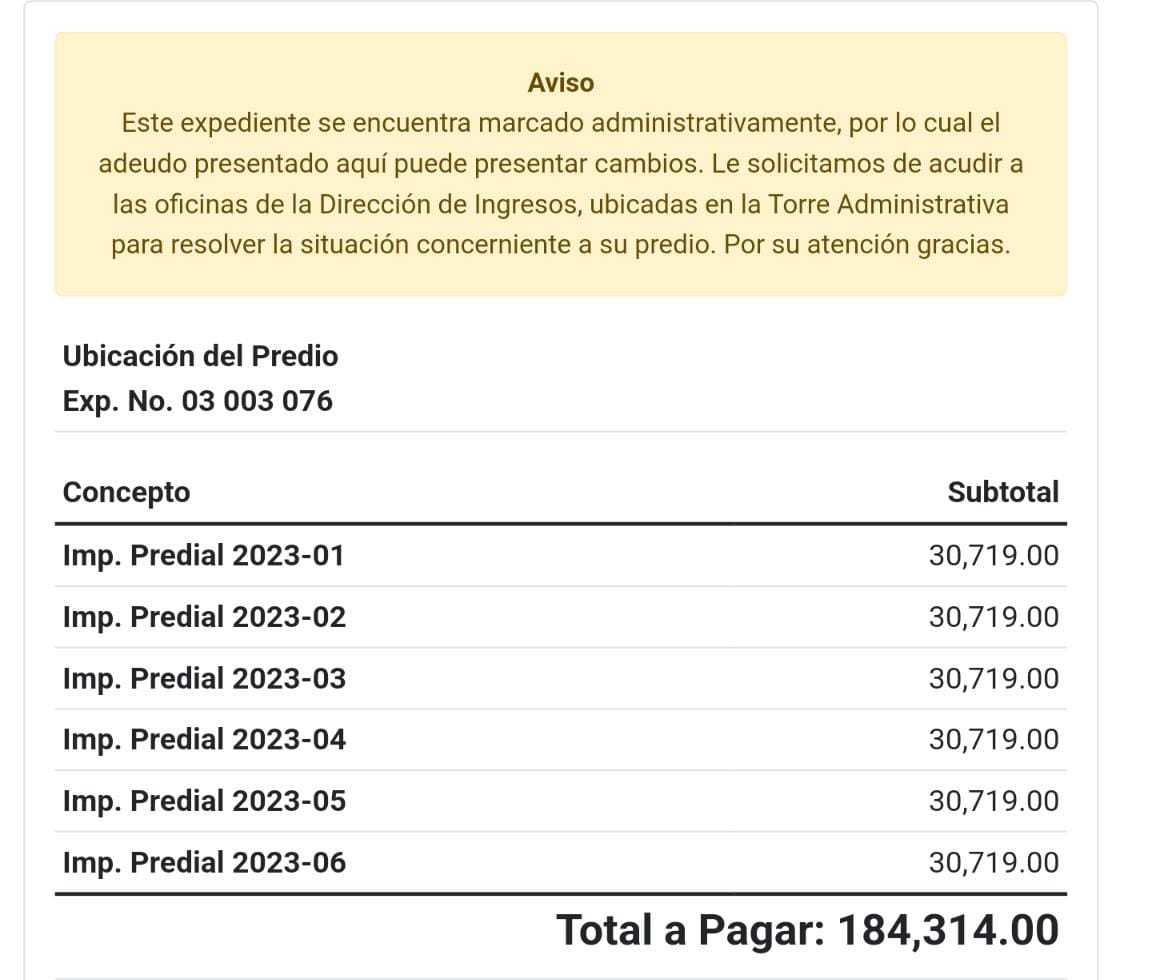 Aviso
Este expediente se encuentra marcado administrativamente, por lo cual el
adeudo presentado aquí puede presentar cambios. Le solicitamos de acudir a
las oficinas de la Dirección de Ingresos, ubicadas en la Torre Administrativa
para resolver la situación concerniente a su predio. Por su atención gracias.
Ubicación del Predio
Exp. No. 03 003 076
Concepto Subtotal
Imp. Predial 2023-01 30,719.00
Imp. Predial 2023-02 30,719.00
Imp. Predial 2023-03 30,719.00
Imp. Predial 2023-04 30,719.00
Imp. Predial 2023-05 30,719.00
Imp. Predial 2023-06 30,719.00
Total a Pagar: 184,314.00